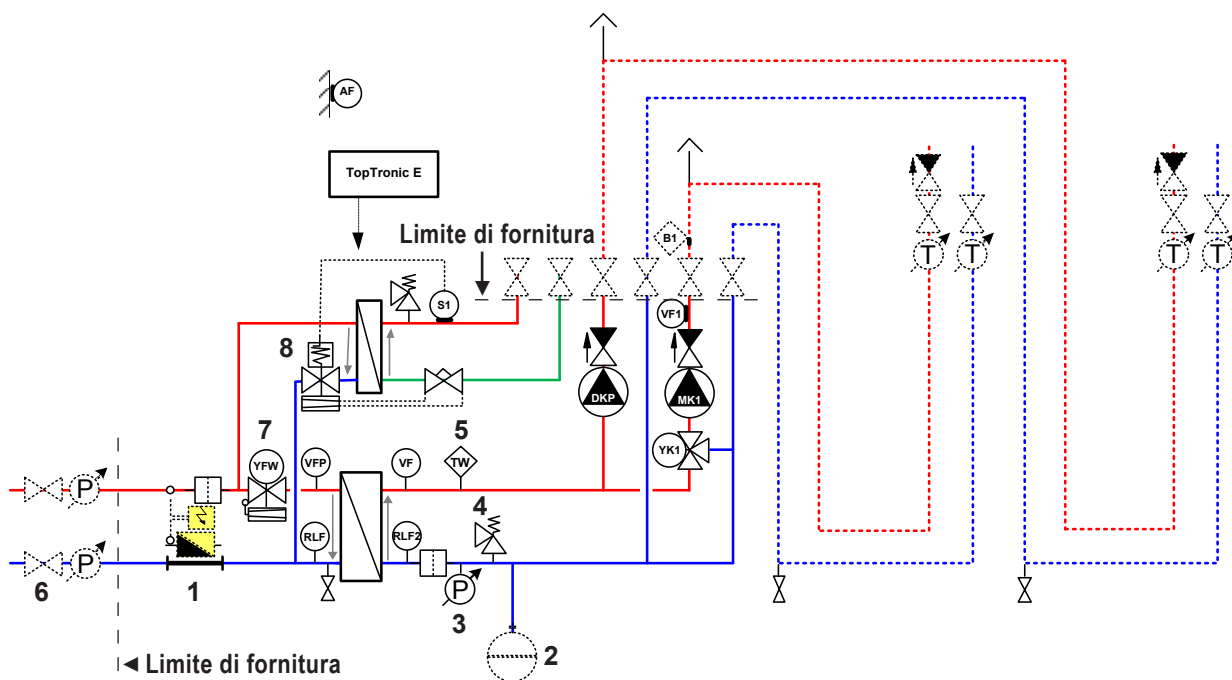 AF
TopTronic E
Limite di fornitura
B1
S1
VF1
8
DKP
MK1
7
5
YK1
YFW
VFP
VF
TW
4
P
RLF
RLF2
P
6
1
P
3
2
Limite di fornitura
T
T
T
T